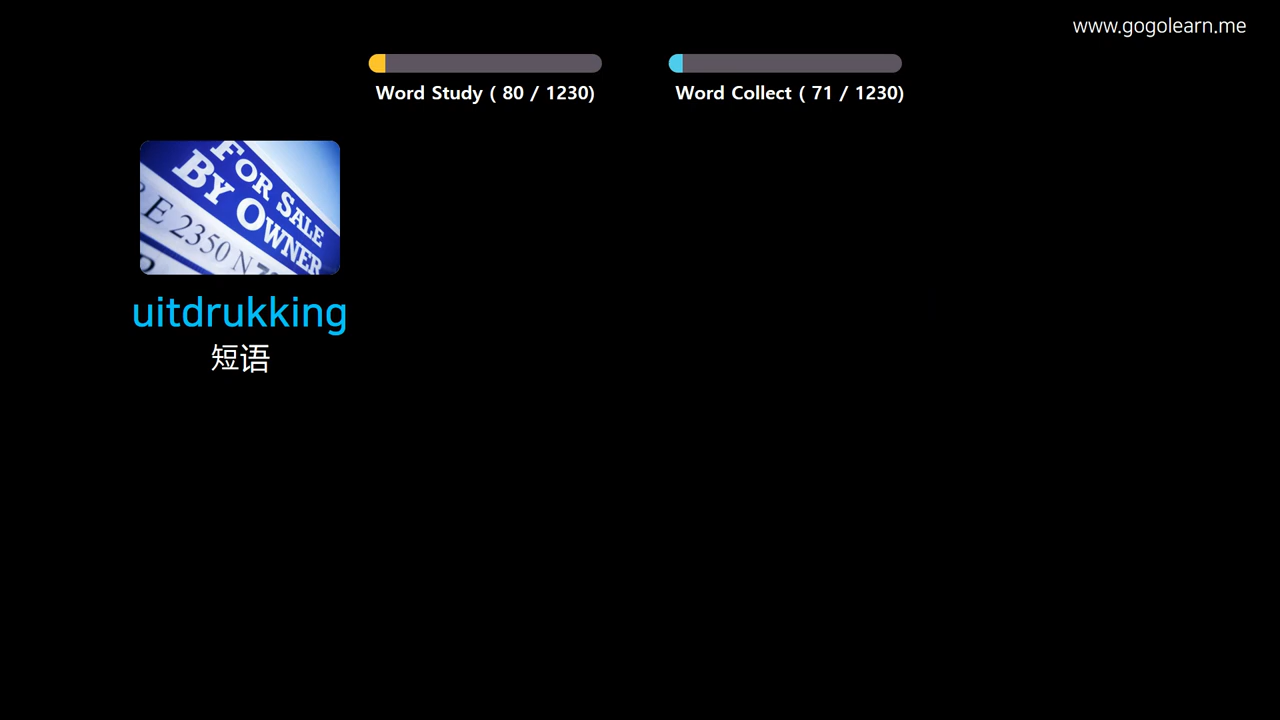 www.gogolearn.me
Word Study ( 80 / 1230)
Word Collect ( 71 / 1230)
FOR SALE
BY OWNER
E 2350 N
uitdrukking
短语